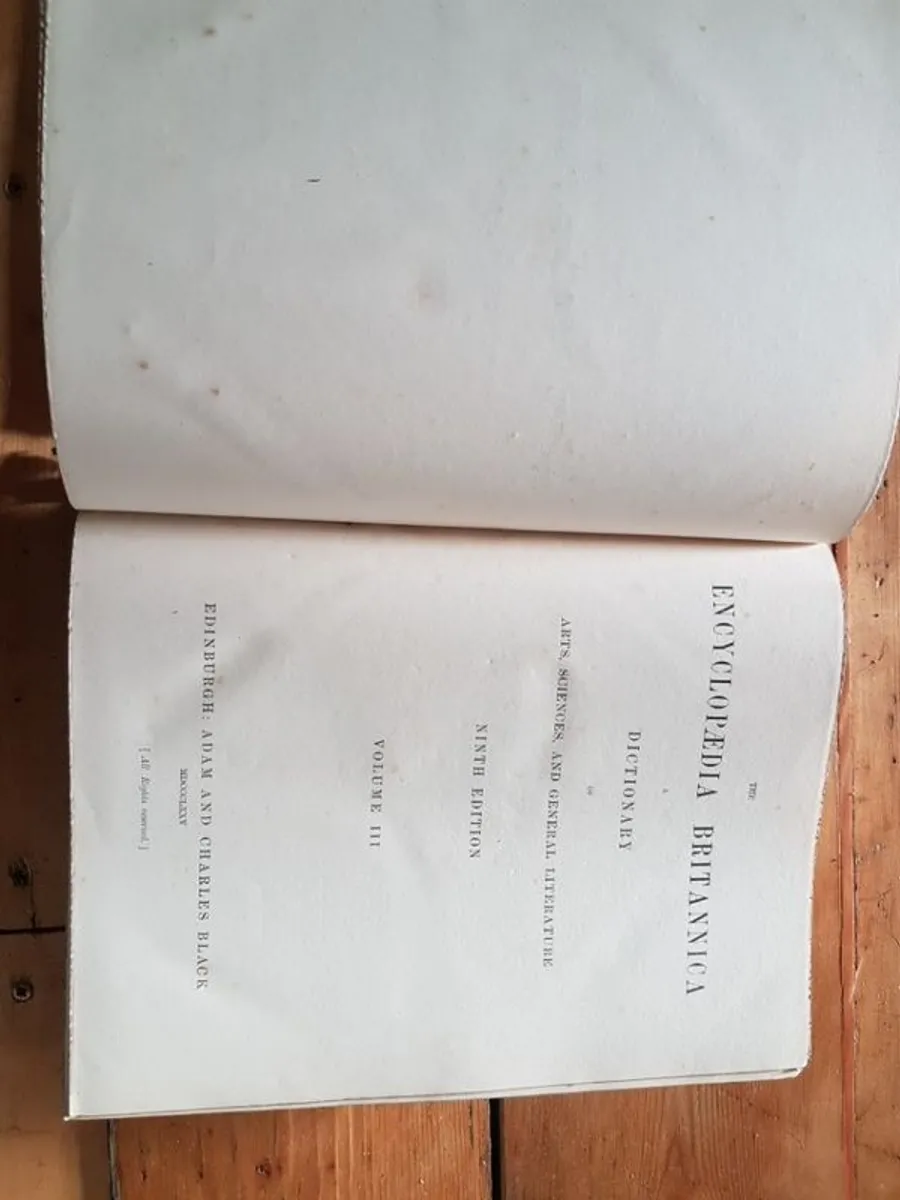 THE
ENCYCLOPÆDIA BRITANNICA
A
DICTIONARY
OF
ARTS, SCIENCES, AND GENERAL LITERATURE
NINTH EDITION
VOLUME III
EDINBURGH: ADAM AND CHARLES BLACK
MDCCCLXXV
[All Rights reserved.]